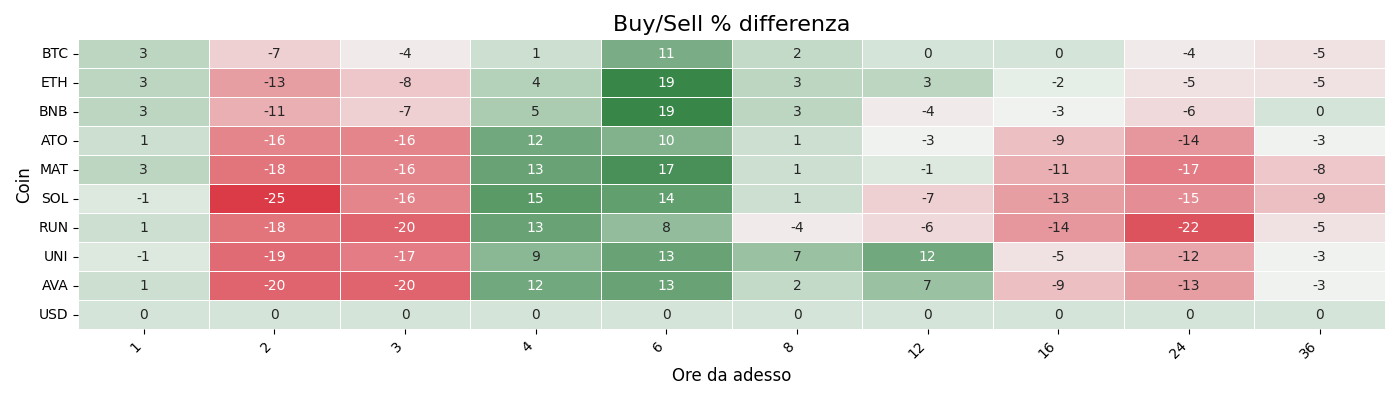 Buy/Sell % differenza
Coin
BTC 3 -7 -4 1 11 2 0 0 -4 -5
ETH 3 -13 -8 4 19 3 3 -2 -5 -5
BNB 3 -11 -7 5 19 3 -4 -3 -6 0
ATO 1 -16 -16 12 10 1 -3 -9 -14 -3
MAT 3 -18 -16 13 17 1 -1 -11 -17 -8
SOL -1 -25 -16 15 14 1 -7 -13 -15 -9
RUN 1 -18 -20 13 8 -4 -6 -14 -22 -5
UNI -1 -19 -17 9 13 7 12 -5 -12 -3
AVA 1 -20 -20 12 13 2 7 -9 -13 -3
USD 0 0 0 0 0 0 0 0 0 0
1 2 3 4 6 8 12 16 24 36
Ore da adesso